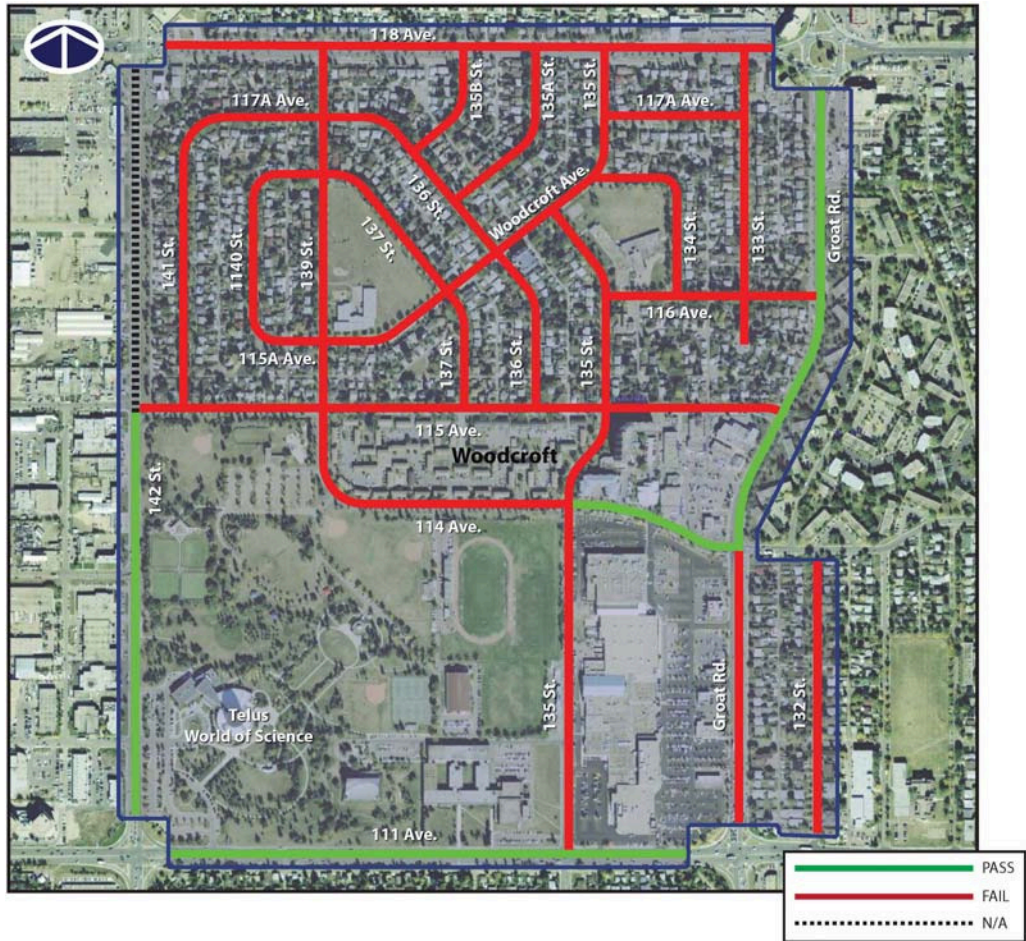 118 Ave.
117A Ave.
135B St.
135A St.
135 St.
117A Ave.
136 St.
Woodcroft Ave.
137 St.
141 St.
1140 St.
139 St.
134 St.
133 St.
Groat Rd.
116 Ave.
115A Ave.
137 St.
136 St.
135 St.
115 Ave.
Woodcroft
142 St.
114 Ave.
135 St.
Groat Rd.
132 St.
Telus
World of Science
111 Ave.
PASS
FAIL
N/A